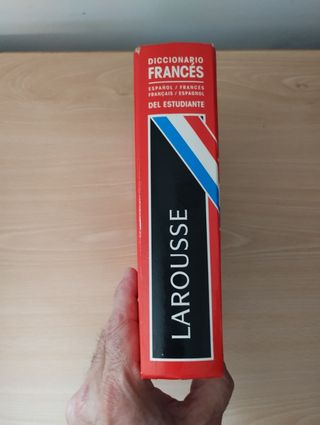 DICCIONARIO
FRANCÉS
ESPAÑOL / FRANCÉS
FRANÇAIS / ESPAGNOL
DEL ESTUDIANTE
LAROUSSE